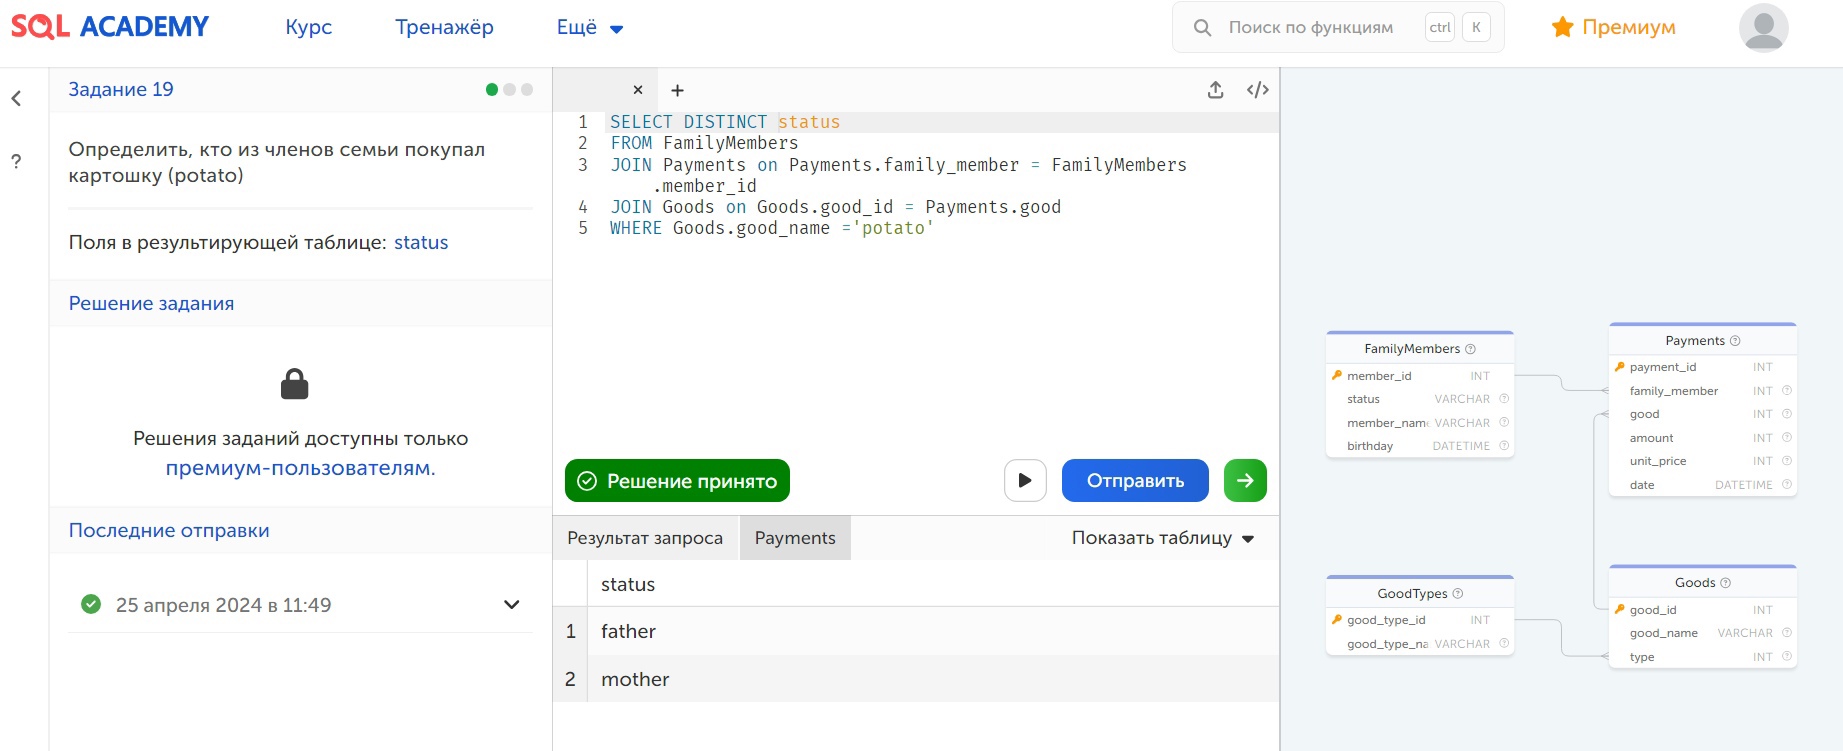 SQL ACADEMY
Курс
Тренажёр
Ещё
Поиск по функциям
ctrl
K
Премиум
Задание 19
Определить, кто из членов семьи покупал
картошку (potato)
Поля в результирующей таблице: status
Решение задания
Решения заданий доступны только
премиум-пользователям.
Последние отправки
25 апреля 2024 в 11:49
?
× +
</>
1 SELECT DISTINCT status
2 FROM FamilyMembers
3 JOIN Payments on Payments.family_member = FamilyMembers
.member_id
4 JOIN Goods on Goods.good_id = Payments.good
5 WHERE Goods.good_name ='potato'
Решение принято
Отправить
Результат запроса
Payments
Показать таблицу
status
1 father
2 mother
FamilyMembers ?
member_id INT
status VARCHAR ?
member_nam VARCHAR ?
birthday DATETIME ?
Payments ?
payment_id INT
family_member INT ?
good INT ?
amount INT ?
unit_price INT ?
date DATETIME ?
GoodTypes ?
good_type_id INT
good_type_na VARCHAR ?
Goods ?
good_id INT
good_name VARCHAR ?
type INT ?